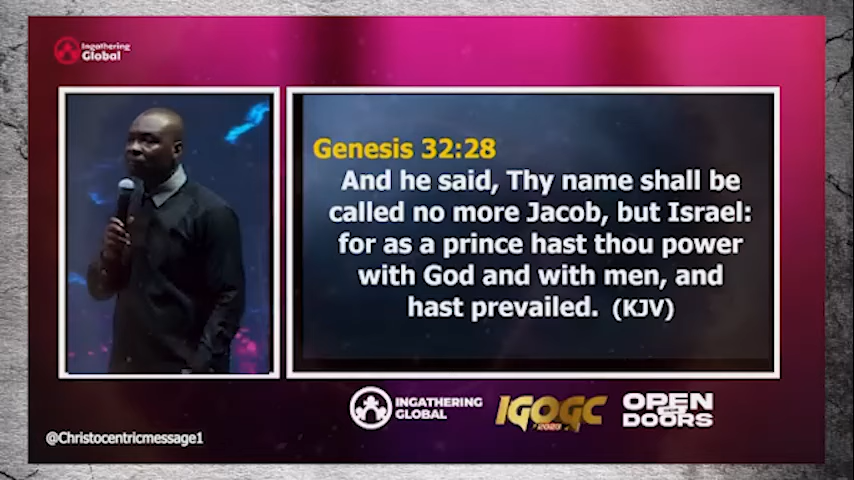 Ingathering
Global
Genesis 32:28
And he said, Thy name shall be
called no more Jacob, but Israel:
for as a prince hast thou power
with God and with men, and
hast prevailed. (KJV)
INGATHERING
GLOBAL
IGOGC
2023
OPEN
DOORS
@Christocentricmessage1